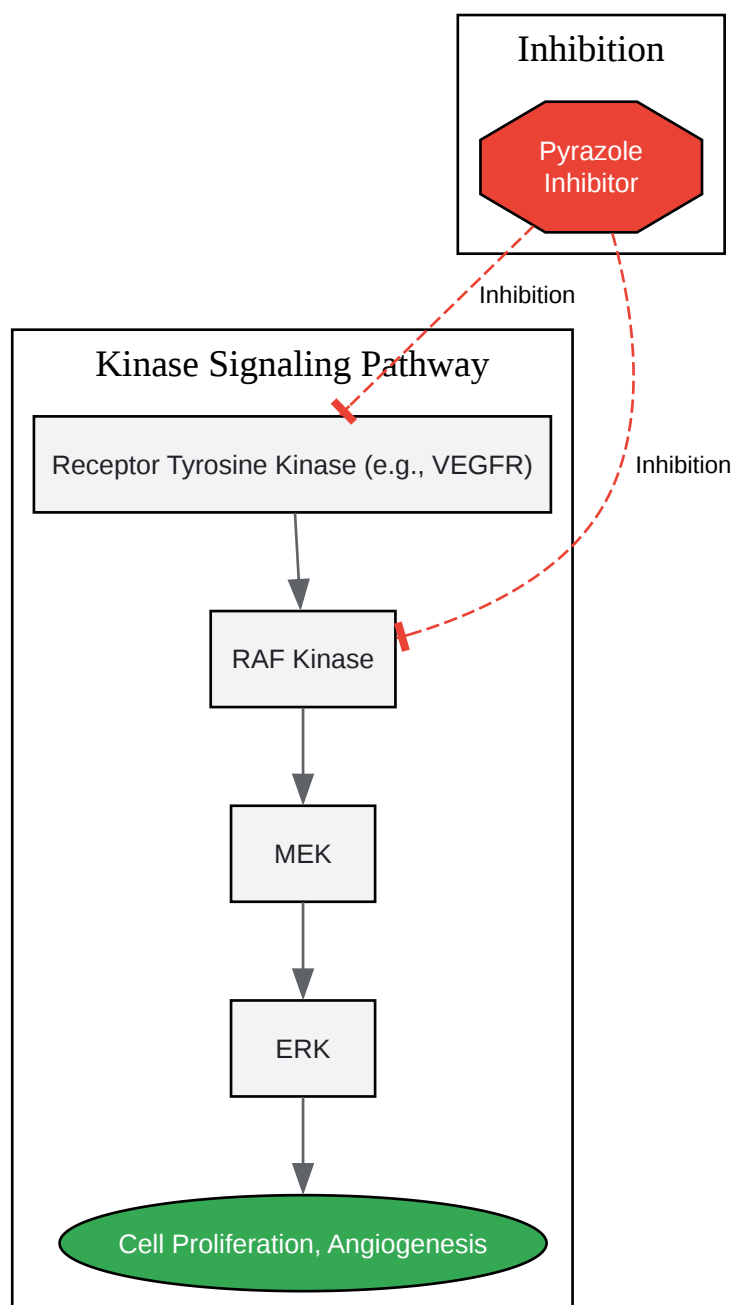 Inhibition
Pyrazole
Inhibitor
Inhibition
Kinase Signaling Pathway
Receptor Tyrosine Kinase (e.g., VEGFR)
Inhibition
RAF Kinase
MEK
ERK
Cell Proliferation, Angiogenesis